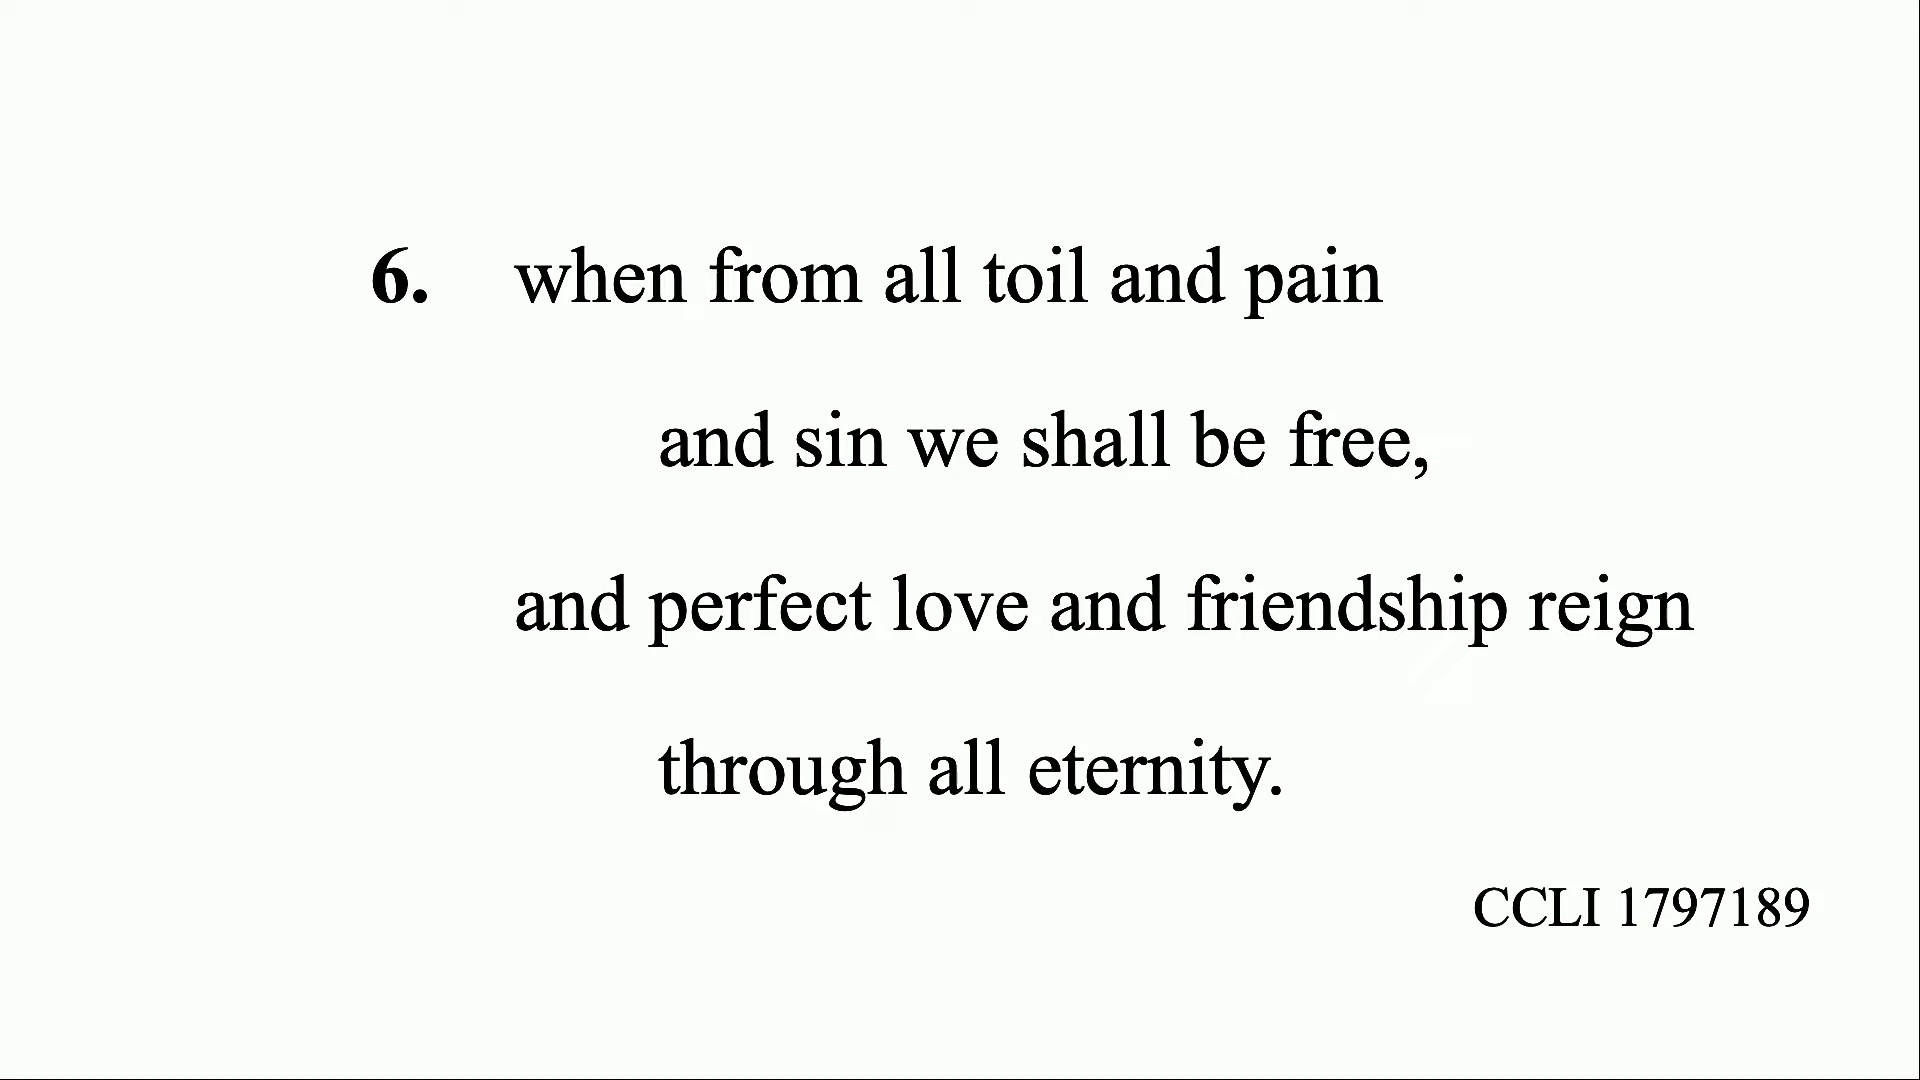 6. when from all toil and pain
and sin we shall be free,
and perfect love and friendship reign
through all eternity.
CCLI 1797189